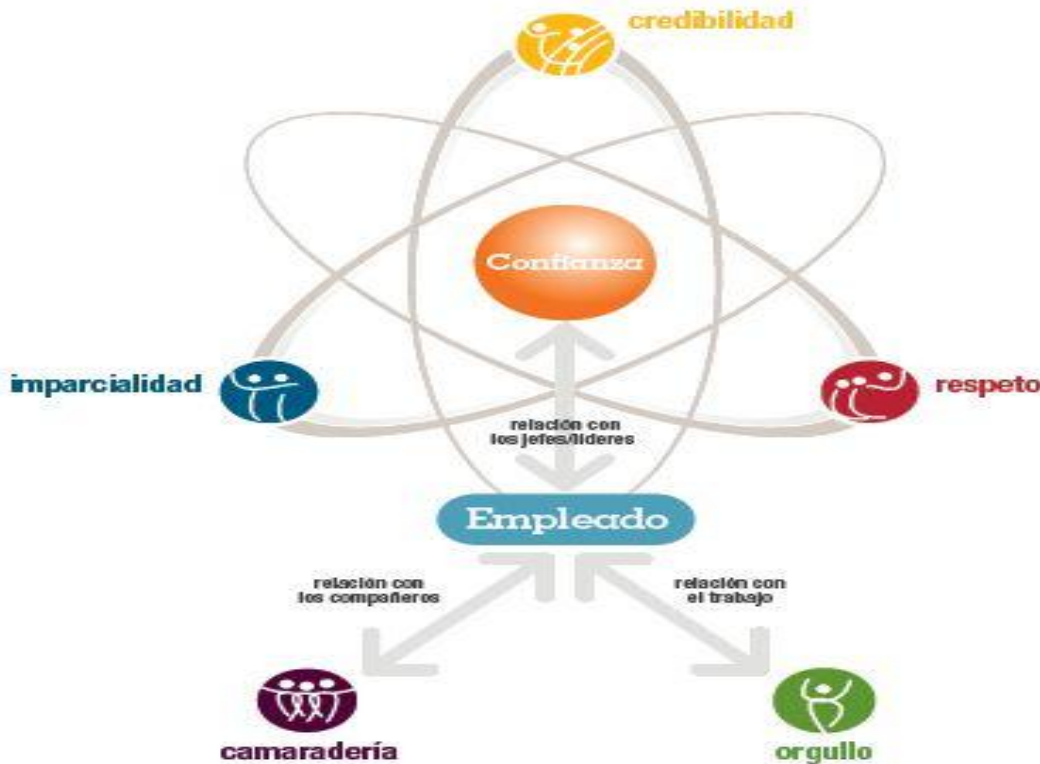 credibilidad
Confianza
imparcialidad
respeto
relación con
los jefes/líderes
Empleado
relación con
los compañeros
relación con
el trabajo
camaradería
orgullo